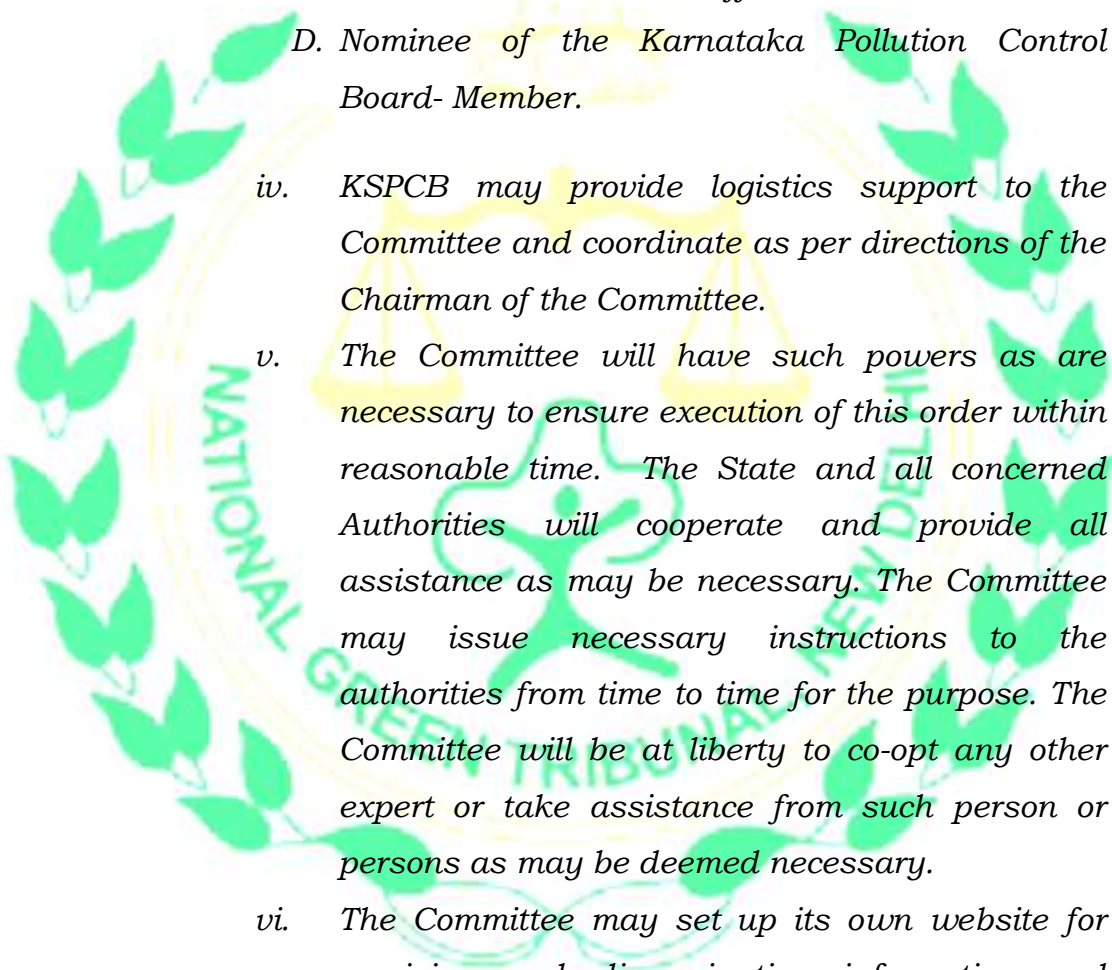 D. Nominee of the Karnataka Pollution Control
Board- Member.
iv. KSPCB may provide logistics support to the
Committee and coordinate as per directions of the
Chairman of the Committee.
v. The Committee will have such powers as are
necessary to ensure execution of this order within
reasonable time. The State and all concerned
Authorities will cooperate and provide all
assistance as may be necessary. The Committee
may issue necessary instructions to the
authorities from time to time for the purpose. The
Committee will be at liberty to co-opt any other
expert or take assistance from such person or
persons as may be deemed necessary.
vi. The Committee may set up its own website for
NATIONAL GREEN TRIBUNAL, NEW DELHI